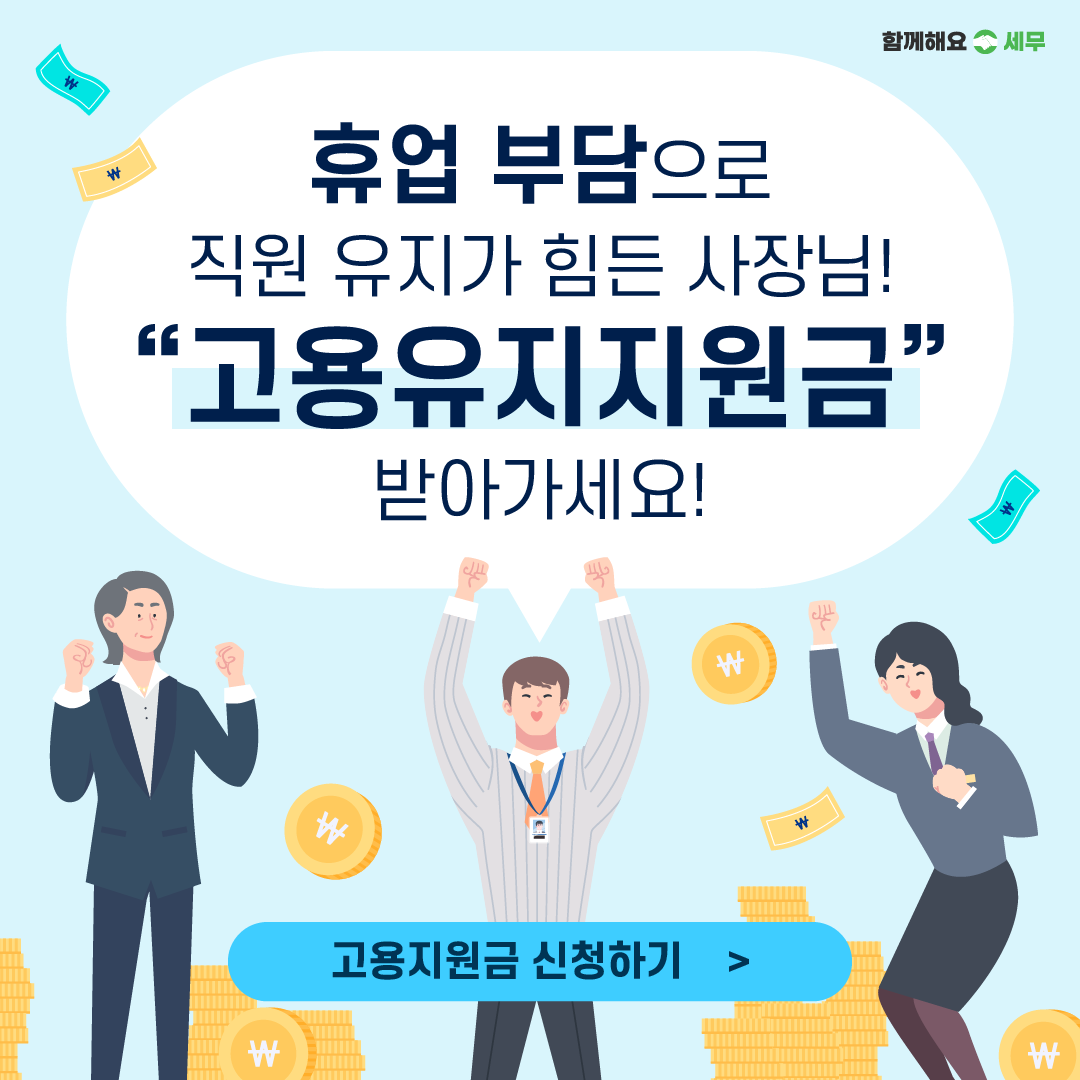 함께해요 세무
휴업 부담으로
직원 유지가 힘든 사장님!
“고용유지지원금”
받아가세요!
고용지원금 신청하기 >